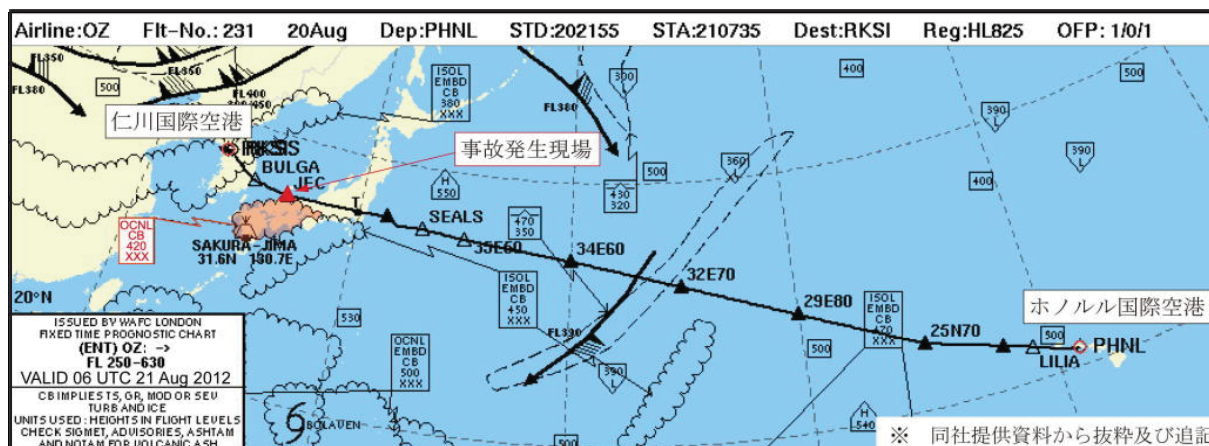 Airline:OZ Flt-No.: 231 20Aug Dep:PHNL STD:202155 STA:210735 Dest:RKSI Reg:HL825 OFP: 1/0/1
FL350
FL380
500
FL350
FL400
ISOL
EMBD
CB
380
XXX
FL380
300
400
500
390
L
390
L
360
L
500
400
仁川国際空港
事故発生現場
BULGA
JEC
H
550
430
320
OCNL
CB
420
XXX
SAKURA-JIMA
31.6N 130.7E
T
SEALS
35E60
470
350
34E60
32E70
29E80
25N70
LILIA
PHNL
ホノルル国際空港
20°N
530
ISOL
EMBD
CB
450
XXX
FL330
ISOL
EMBD
CB
470
XXX
500
500
OCNL
EMBD
CB
500
XXX
390
L
H
540
500
BOLAVEN
ISSUED BY WAFC LONDON
FIXED TIME PROGNOSTIC CHART
(ENT) OZ: ->
FL 250-630
VALID 06 UTC 21 Aug 2012
CB IMPLIES TS, GR, MOD OR SEV
TURB AND ICE
UNITS USED: HEIGHTS IN FLIGHT LEVELS
CHECK SIGMET, ADVISORIES, ASHTAM
AND NOTAM FOR VOLCANIC ASH
※ 同社提供資料から抜粋及び追記